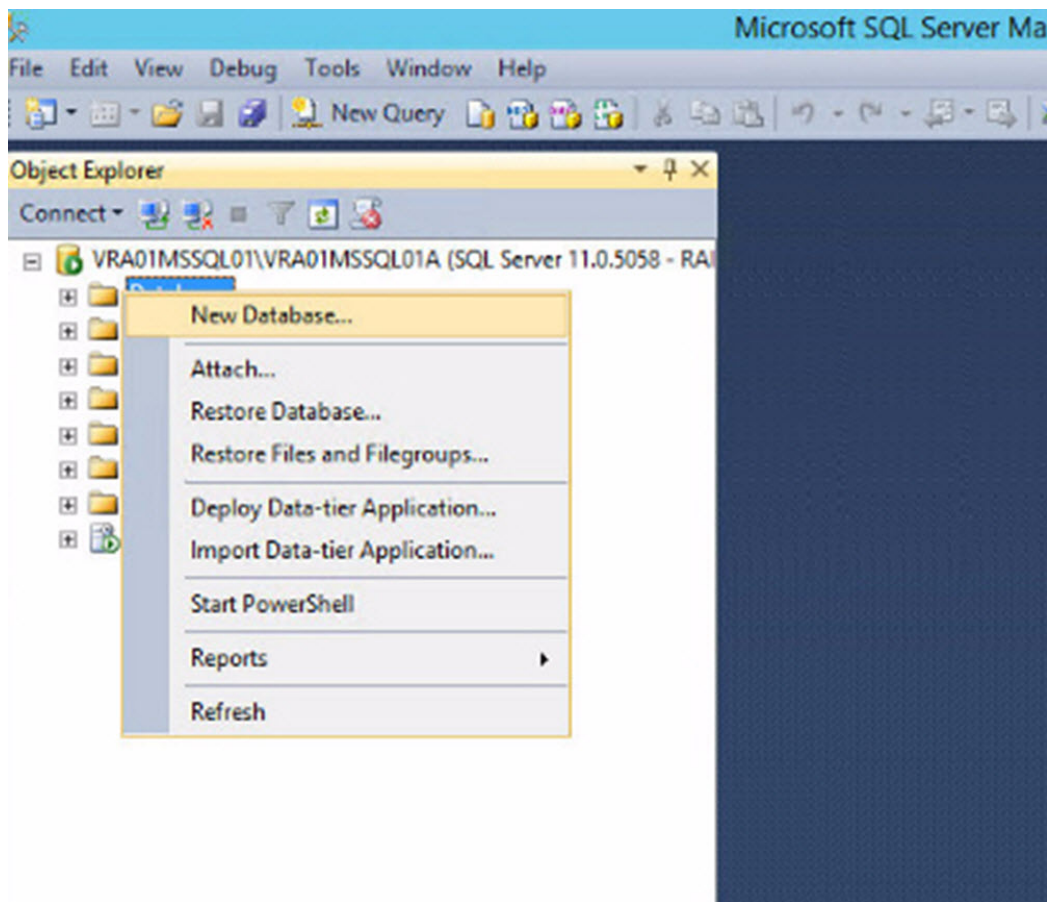 Microsoft SQL Server Ma
File Edit View Debug Tools Window Help
New Query
Object Explorer
Connect
VRA01MSSQL01\VRA01MSSQL01A (SQL Server 11.0.5058 - RAI
New Database...
Attach...
Restore Database...
Restore Files and Filegroups...
Deploy Data-tier Application...
Import Data-tier Application...
Start PowerShell
Reports
Refresh